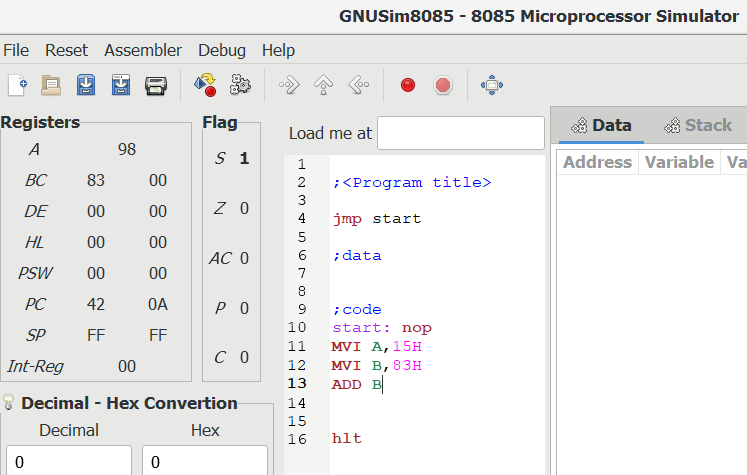 GNUSim8085 - 8085 Microprocessor Simulator
File Reset Assembler Debug Help
Registers
A 98
BC 83 00
DE 00 00
HL 00 00
PSW 00 00
PC 42 0A
SP FF FF
Int-Reg 00
Flag
S 1
Z 0
AC 0
P 0
C 0
Decimal - Hex Convertion
Decimal Hex
0 0
Load me at
1
2 ;<Program title>
3
4 jmp start
5
6 ;data
7
8
9 ;code
10 start: nop
11 MVI A,15H
12 MVI B,83H
13 ADD B
14
15
16 hlt
Data Stack
Address Variable Va